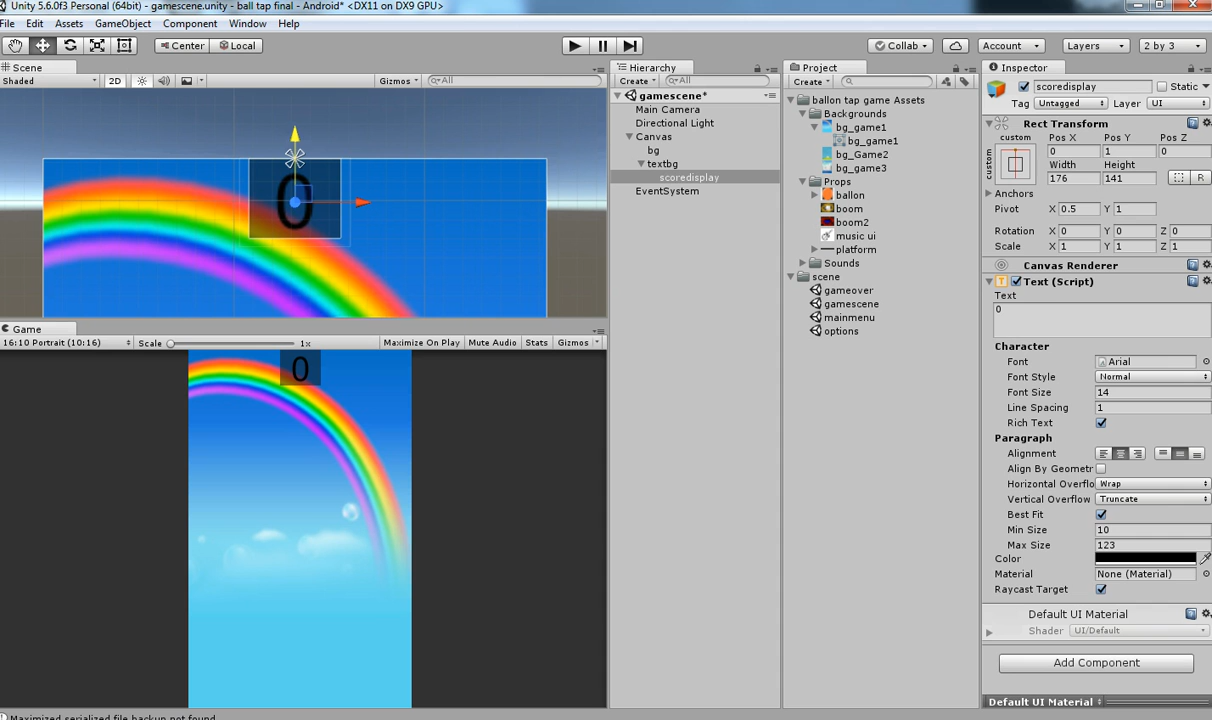 Unity 5.6.0f3 Personal (64bit) - gamescene.unity - ball tap final - Android* <DX11 on DX9 GPU>
File Edit Assets GameObject Component Window Help
Center Local Collab Account Layers 2 by 3
Scene
Shaded 2D Gizmos All
0
Game
16:10 Portrait (10:16) Scale 1x Maximize On Play Mute Audio Stats Gizmos
0
Hierarchy
Create All
gamescene*
Main Camera
Directional Light
Canvas
bg
textbg
scoredisplay
EventSystem
Project
Create
ballon tap game Assets
Backgrounds
bg_game1
bg_game1
bg_Game2
bg_game3
Props
ballon
boom
boom2
music ui
platform
Sounds
scene
gameover
gamescene
mainmenu
options
Inspector
scoredisplay Static
Tag Untagged Layer UI
Rect Transform
custom Pos X Pos Y Pos Z
custom 0 1 0
Width Height
176 141 R
Anchors
Pivot X 0.5 Y 1
Rotation X 0 Y 0 Z 0
Scale X 1 Y 1 Z 1
Canvas Renderer
Text (Script)
Text
0
Character
Font Arial
Font Style Normal
Font Size 14
Line Spacing 1
Rich Text
Paragraph
Alignment
Align By Geometr
Horizontal Overflo Wrap
Vertical Overflow Truncate
Best Fit
Min Size 10
Max Size 123
Color
Material None (Material)
Raycast Target
Default UI Material
Shader UI/Default
Add Component
Default UI Material
Maximized serialized file backup not found